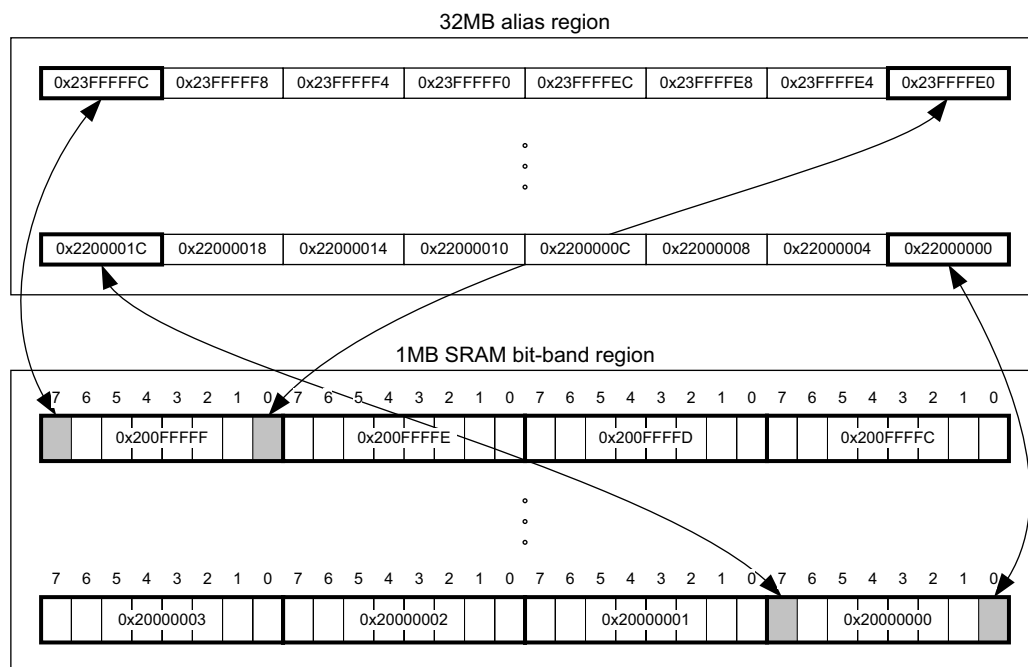 32MB alias region
0x23FFFFFC 0x23FFFFF8 0x23FFFFF4 0x23FFFFF0 0x23FFFFEC 0x23FFFFE8 0x23FFFFE4 0x23FFFFE0
0x2200001C 0x22000018 0x22000014 0x22000010 0x2200000C 0x22000008 0x22000004 0x22000000
1MB SRAM bit-band region
7 6 5 4 3 2 1 0 7 6 5 4 3 2 1 0 7 6 5 4 3 2 1 0 7 6 5 4 3 2 1 0
0x200FFFFF 0x200FFFFE 0x200FFFFD 0x200FFFFC
7 6 5 4 3 2 1 0 7 6 5 4 3 2 1 0 7 6 5 4 3 2 1 0 7 6 5 4 3 2 1 0
0x20000003 0x20000002 0x20000001 0x20000000